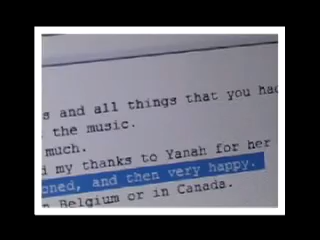 s and all things that you had
the music.
much.
d my thanks to Yanah for her
oned, and then very happy.
n Belgium or in Canada.